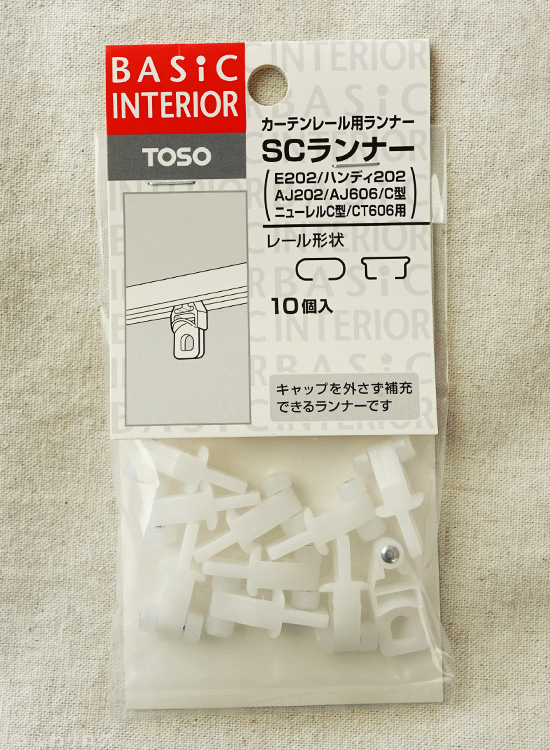 BASiC
INTERIOR
TOSO
カーテンレール用ランナー
SCランナー
E202/ハンディ202
AJ202/AJ606/C型
ニューレルC型/CT606用
レール形状
10個入
キャップを外さず補充
できるランナーです